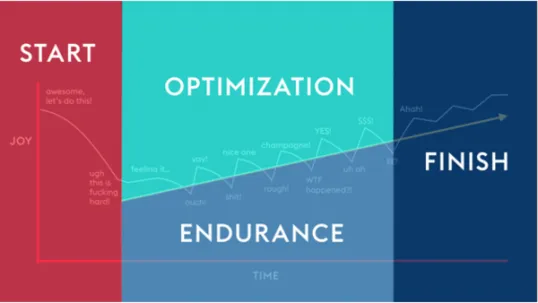 START
OPTIMIZATION
ENDURANCE
FINISH
JOY
TIME
awesome,
let's do this!
ugh
this is
fucking
hard!
feeling it...
yay!
ouch!
nice one
shit!
champagne!
rough!
YES!
WTF
happened?!
$$$!
uh oh
Ahah!